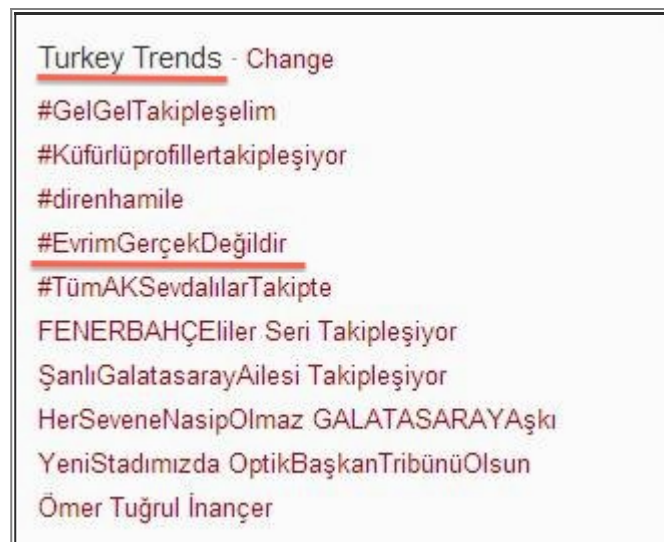 Turkey Trends · Change
#GelGelTakipleşelim
#Küfürlüprofillertakipleşiyor
#direnhamile
#EvrimGerçekDeğildir
#TümAKSevdalılarTakipte
FENERBAHÇEliler Seri Takipleşiyor
ŞanlıGalatasarayAilesi Takipleşiyor
HerSeveneNasipOlmaz GALATASARAYAşkı
YeniStadımızda OptikBaşkanTribünüOlsun
Ömer Tuğrul İnançer